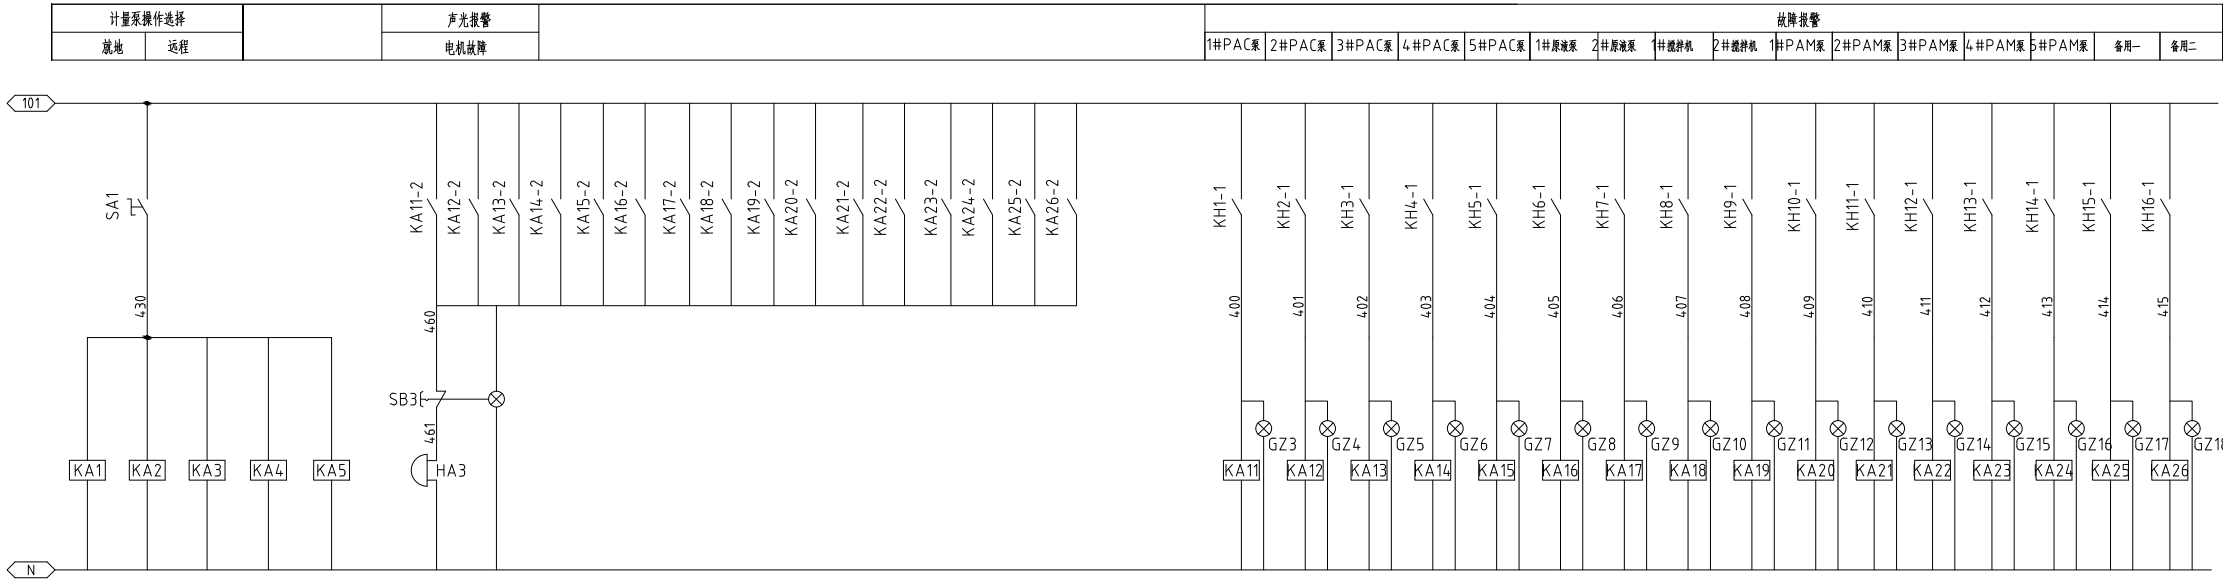 计量泵操作选择 声光报警 故障报警
就地 远程 电机故障 1#PAC泵 2#PAC泵 3#PAC泵 4#PAC泵 5#PAC泵 1#原液泵 2#原液泵 1#搅拌机 2#搅拌机 1#PAM泵 2#PAM泵 3#PAM泵 4#PAM泵 5#PAM泵 备用一 备用二
101
SA1 KA11-2 KA12-2 KA13-2 KA14-2 KA15-2 KA16-2 KA17-2 KA18-2 KA19-2 KA20-2 KA21-2 KA22-2 KA23-2 KA24-2 KA25-2 KA26-2 KH1-1 KH2-1 KH3-1 KH4-1 KH5-1 KH6-1 KH7-1 KH8-1 KH9-1 KH10-1 KH11-1 KH12-1 KH13-1 KH14-1 KH15-1 KH16-1
430 460 400 401 402 403 404 405 406 407 408 409 410 411 412 413 414 415
SB3
461 GZ3 GZ4 GZ5 GZ6 GZ7 GZ8 GZ9 GZ10 GZ11 GZ12 GZ13 GZ14 GZ15 GZ16 GZ17 GZ18
KA1 KA2 KA3 KA4 KA5 HA3 KA11 KA12 KA13 KA14 KA15 KA16 KA17 KA18 KA19 KA20 KA21 KA22 KA23 KA24 KA25 KA26
N